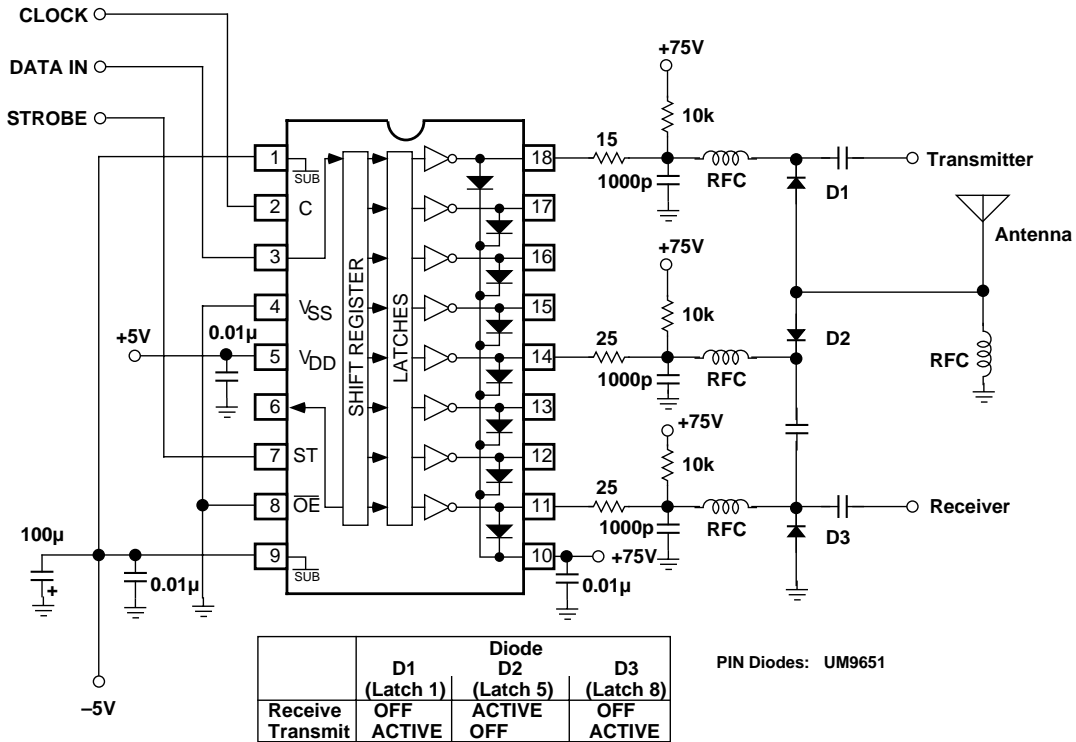 CLOCK
DATA IN
STROBE
+75V
10k
15
1000p
RFC
D1
Transmitter
Antenna
RFC
1
SUB
18
2
C
17
3
16
4
VSS
15
+5V
0.01µ
5
VDD
14
6
13
7
ST
12
8
OE
11
9
SUB
10
SHIFT REGISTER
LATCHES
+75V
10k
25
1000p
RFC
D2
+75V
10k
25
1000p
RFC
D3
Receiver
100µ
+
0.01µ
–5V
+75V
0.01µ
Diode
D1 D2 D3
(Latch 1) (Latch 5) (Latch 8)
Receive OFF ACTIVE OFF
Transmit ACTIVE OFF ACTIVE
PIN Diodes: UM9651